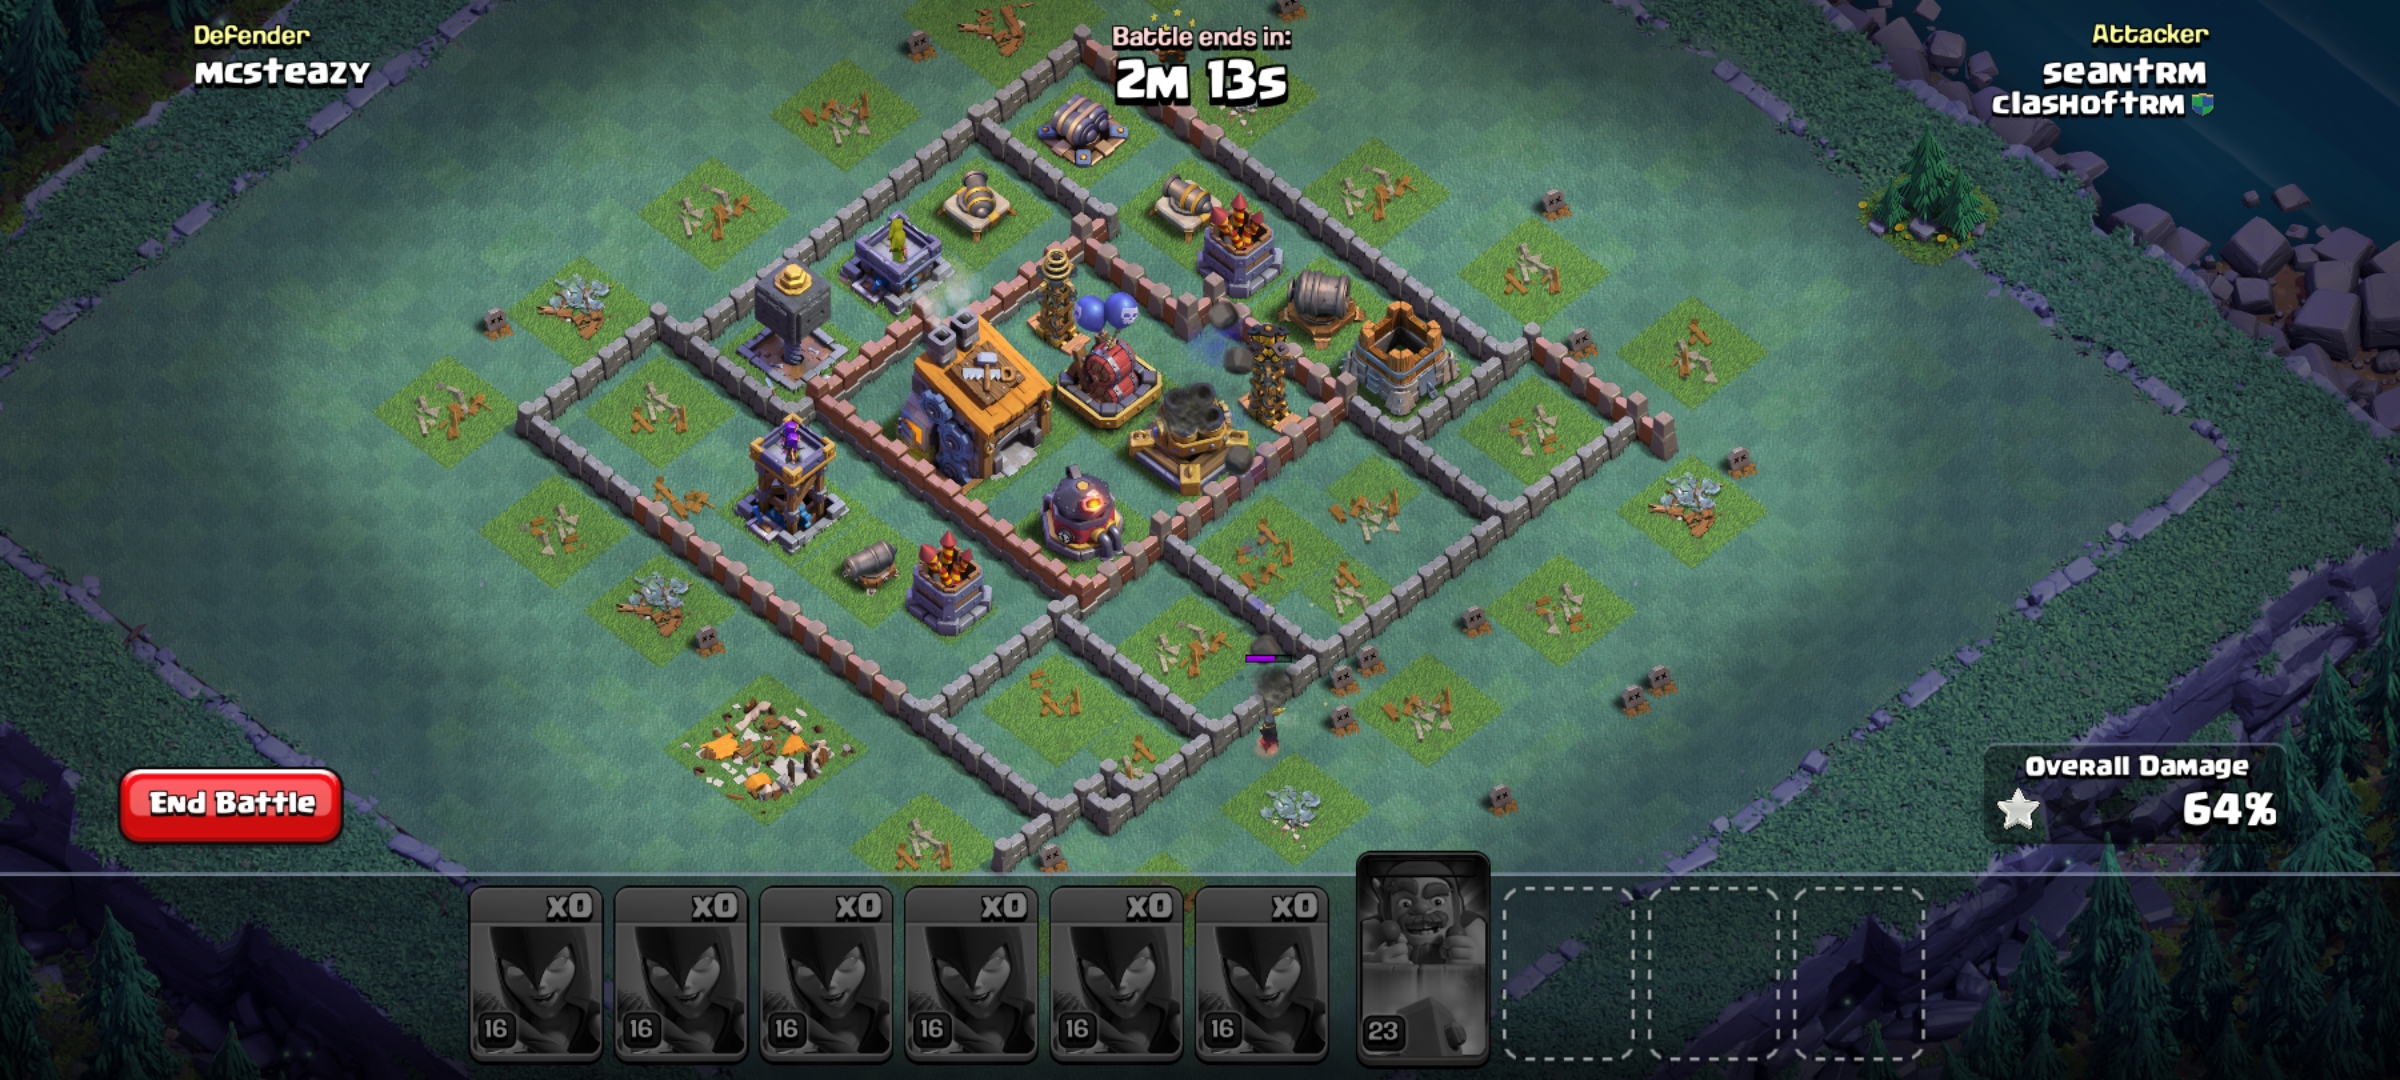 Defender
mcsteazy
Battle ends in:
2m 13s
Attacker
seantrm
clashoftrm
End Battle
Overall Damage
64%
x0
x0
x0
x0
x0
x0
16
16
16
16
16
16
23